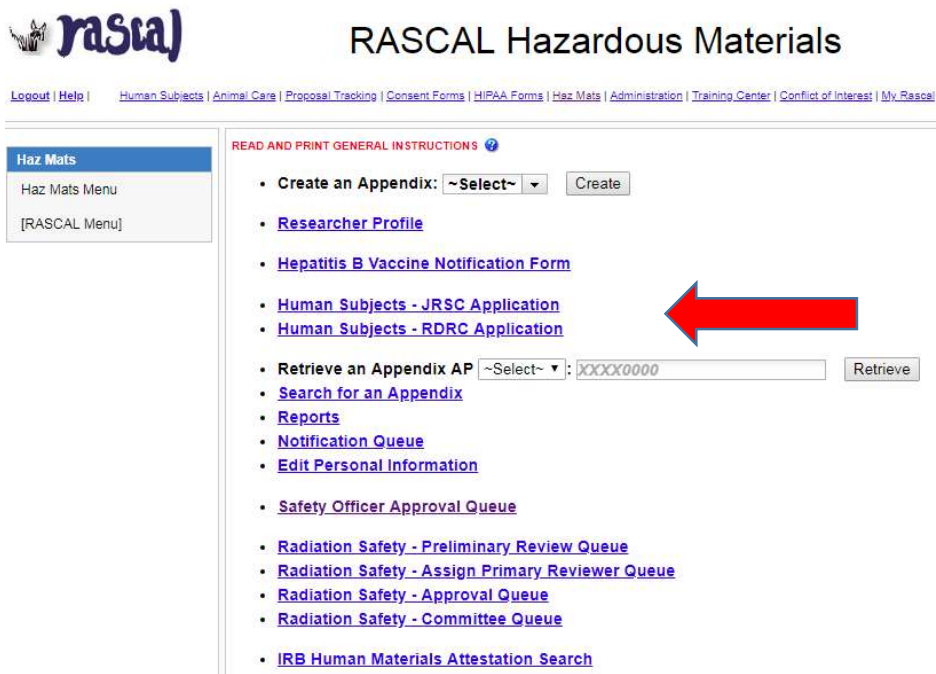 rascal
RASCAL Hazardous Materials
Logout | Help | Human Subjects | Animal Care | Proposal Tracking | Consent Forms | HIPAA Forms | Haz Mats | Administration | Training Center | Conflict of Interest | My Rascal
Haz Mats
Haz Mats Menu
[RASCAL Menu]
READ AND PRINT GENERAL INSTRUCTIONS ?
• Create an Appendix: ~Select~ Create
• Researcher Profile
• Hepatitis B Vaccine Notification Form
• Human Subjects - JRSC Application
• Human Subjects - RDRC Application
• Retrieve an Appendix AP ~Select~ : XXXX0000 Retrieve
• Search for an Appendix
• Reports
• Notification Queue
• Edit Personal Information
• Safety Officer Approval Queue
• Radiation Safety - Preliminary Review Queue
• Radiation Safety - Assign Primary Reviewer Queue
• Radiation Safety - Approval Queue
• Radiation Safety - Committee Queue
• IRB Human Materials Attestation Search